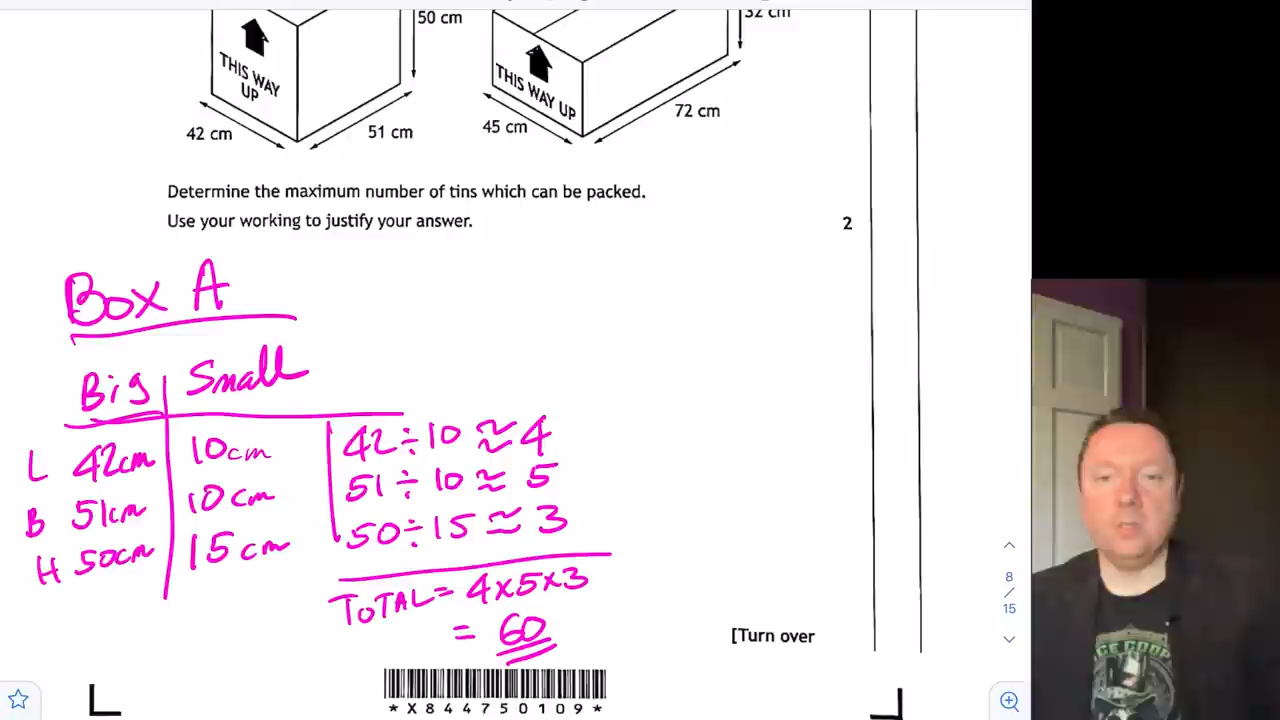 50 cm
32 cm
THIS WAY
UP
THIS WAY UP
42 cm
51 cm
45 cm
72 cm
Determine the maximum number of tins which can be packed.
Use your working to justify your answer.
2
Box A
Big Small
L 42cm 10cm 42÷10≈4
B 51cm 10cm 51÷10≈5
H 50cm 15cm 50÷15≈3
TOTAL = 4x5x3
= 60
[Turn over
*X844750109*
8
/
15